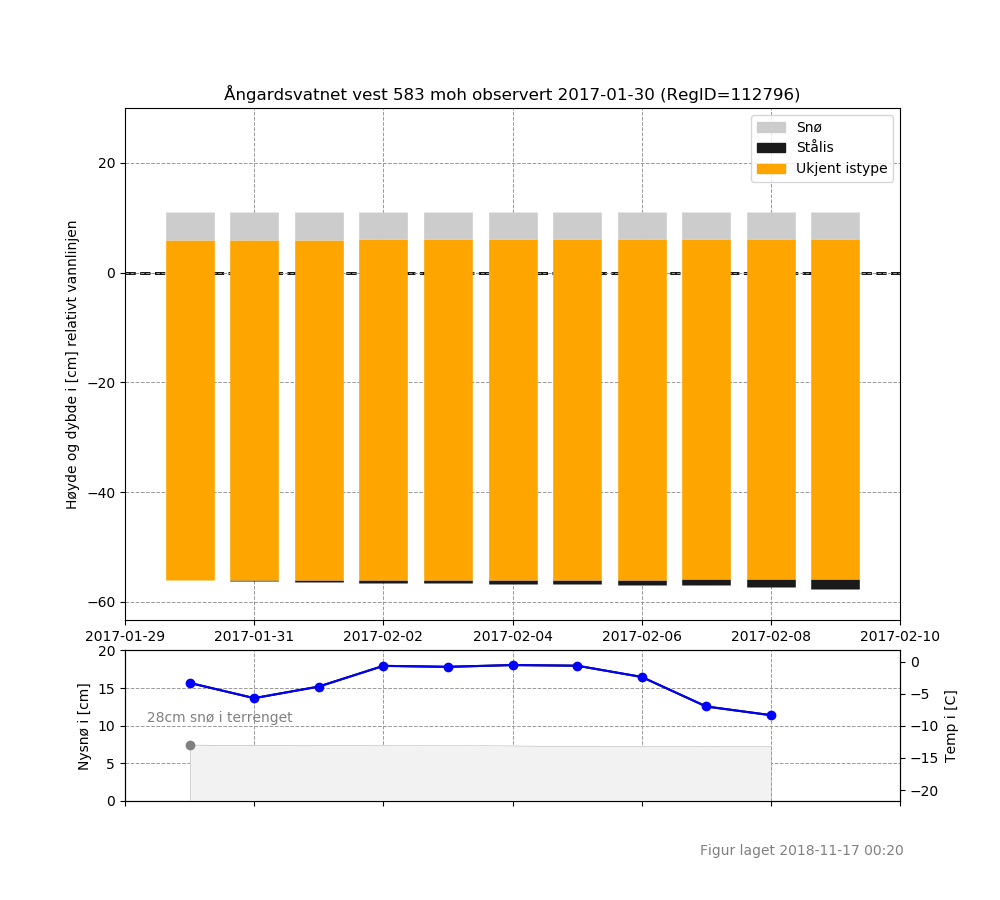 Ångardsvatnet vest 583 moh observert 2017-01-30 (RegID=112796)
Snø
Stålis
Ukjent istype
Høyde og dybde i [cm] relativt vannlinjen
20
0
−20
−40
−60
2017-01-29 2017-01-31 2017-02-02 2017-02-04 2017-02-06 2017-02-08 2017-02-10
Nysnø i [cm]
20
15
10
5
0
28cm snø i terrenget
0
−5
−10
−15
−20
Temp i [C]
Figur laget 2018-11-17 00:20